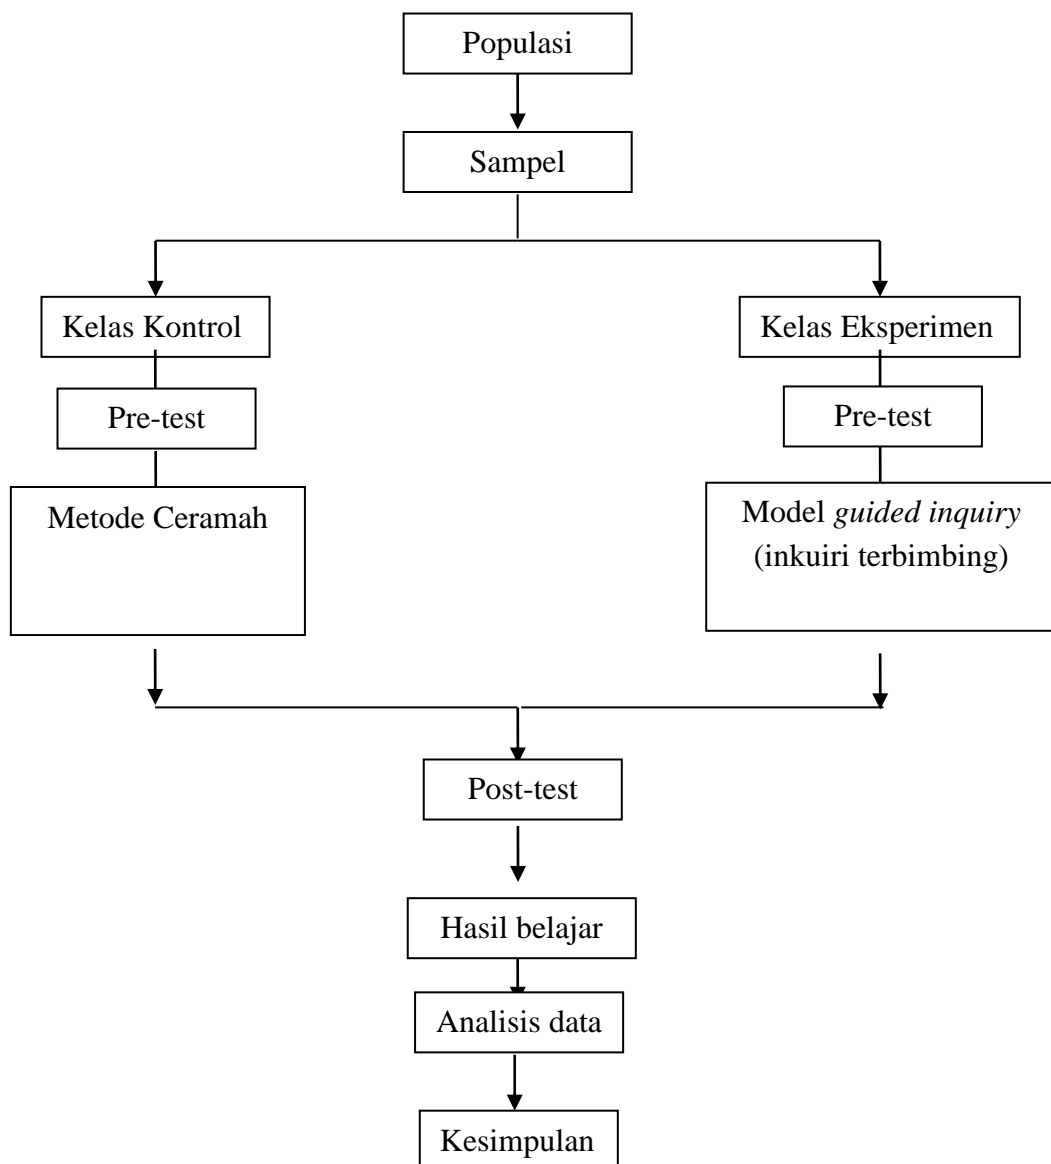 Populasi
Sampel
Kelas Kontrol
Kelas Eksperimen
Pre-test
Pre-test
Metode Ceramah
Model guided inquiry
(inkuiri terbimbing)
Post-test
Hasil belajar
Analisis data
Kesimpulan